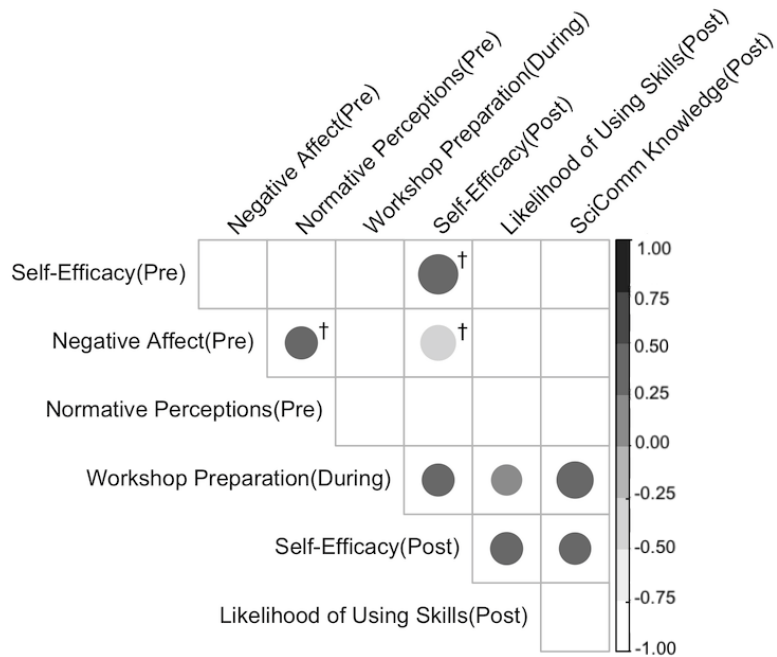 Negative Affect(Pre)
Normative Perceptions(Pre)
Workshop Preparation(During)
Self-Efficacy(Post)
Likelihood of Using Skills(Post)
SciComm Knowledge(Post)
Self-Efficacy(Pre)
†
Negative Affect(Pre)
†
†
Normative Perceptions(Pre)
Workshop Preparation(During)
Self-Efficacy(Post)
Likelihood of Using Skills(Post)
1.00
0.75
0.50
0.25
0.00
-0.25
-0.50
-0.75
-1.00